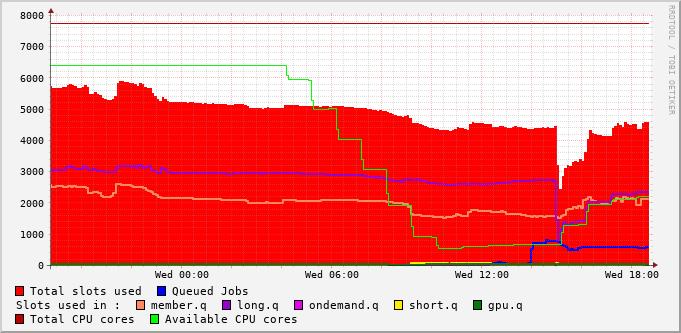 8000
7000
6000
5000
4000
3000
2000
1000
0
Wed 00:00 Wed 06:00 Wed 12:00 Wed 18:00
RRDTOOL / TOBI OETIKER
Total slots used Queued Jobs
Slots used in : member.q long.q ondemand.q short.q gpu.q
Total CPU cores Available CPU cores